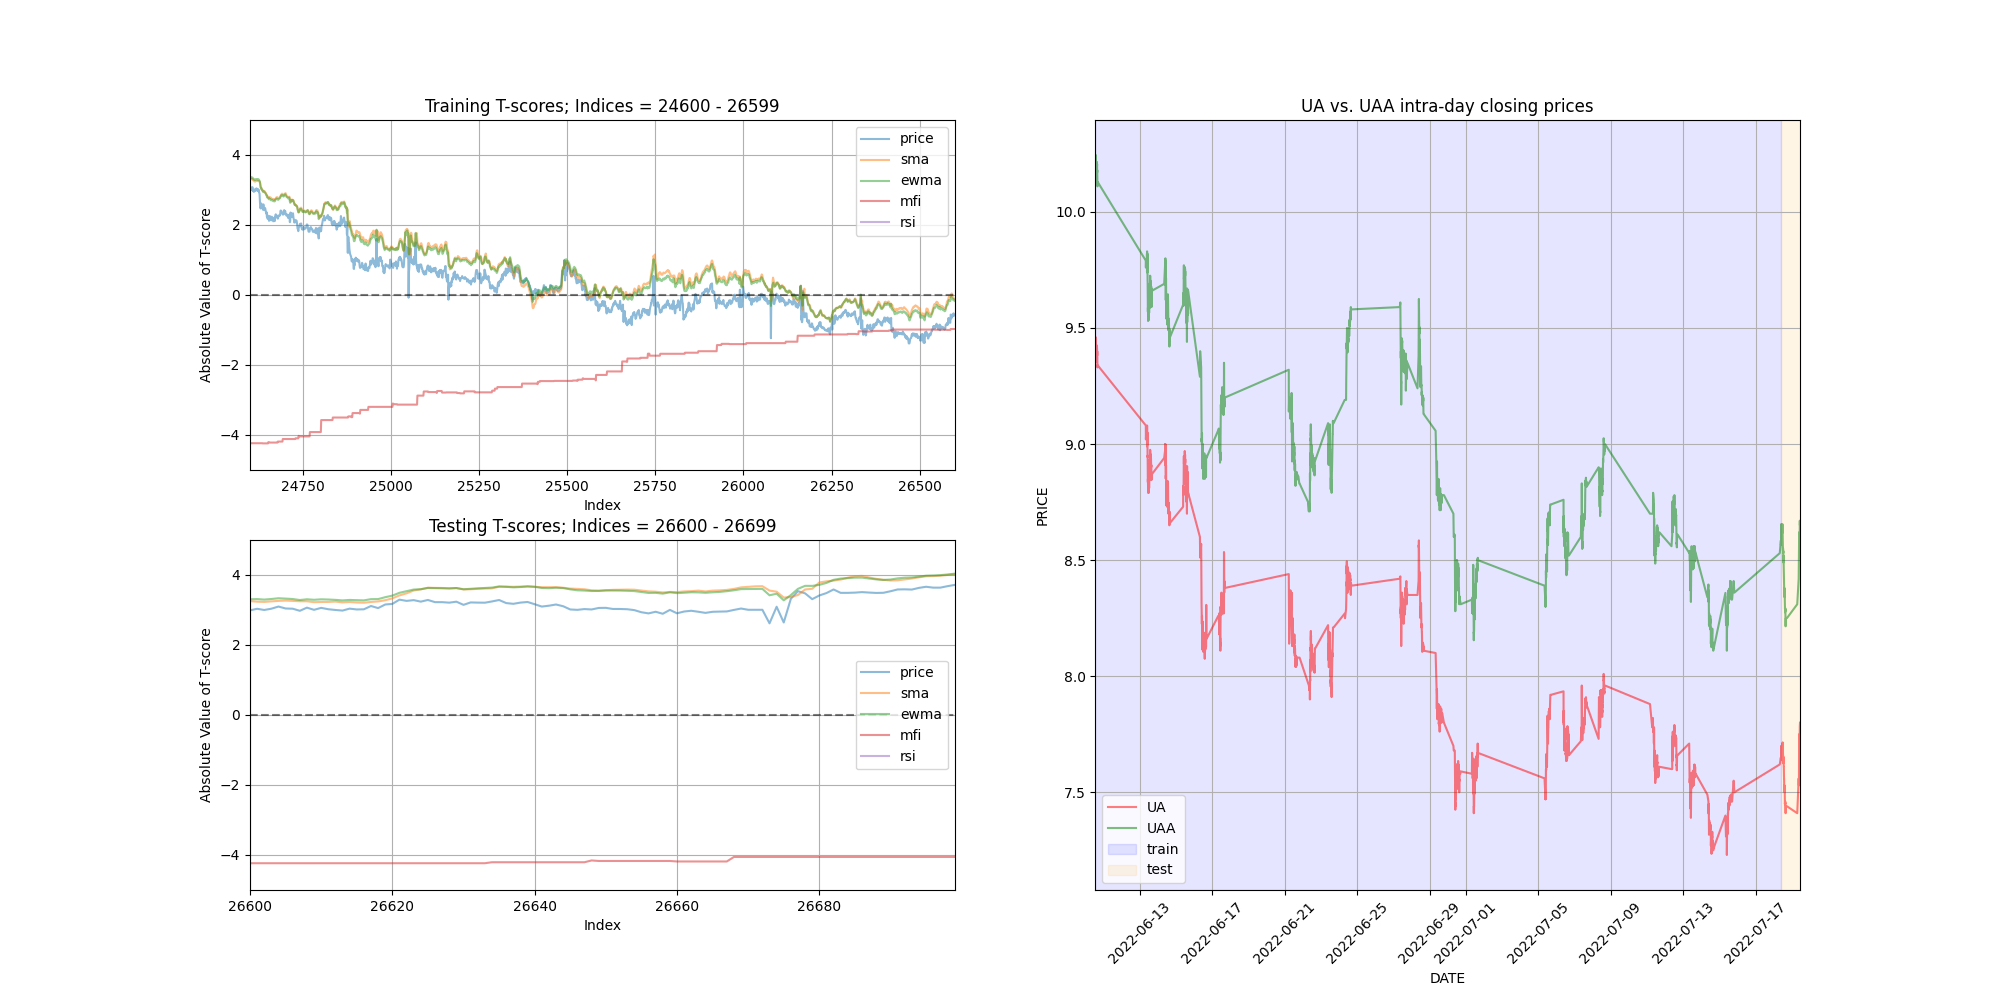 Training T-scores; Indices = 24600 - 26599
Absolute Value of T-score
4
2
0
−2
−4
price
sma
ewma
mfi
rsi
24750 25000 25250 25500 25750 26000 26250 26500
Index
Testing T-scores; Indices = 26600 - 26699
Absolute Value of T-score
4
2
0
−2
−4
price
sma
ewma
mfi
rsi
26600 26620 26640 26660 26680
Index
UA vs. UAA intra-day closing prices
PRICE
10.0
9.5
9.0
8.5
8.0
7.5
UA
UAA
train
test
2022-06-13 2022-06-17 2022-06-21 2022-06-25 2022-06-29 2022-07-01 2022-07-05 2022-07-09 2022-07-13 2022-07-17
DATE